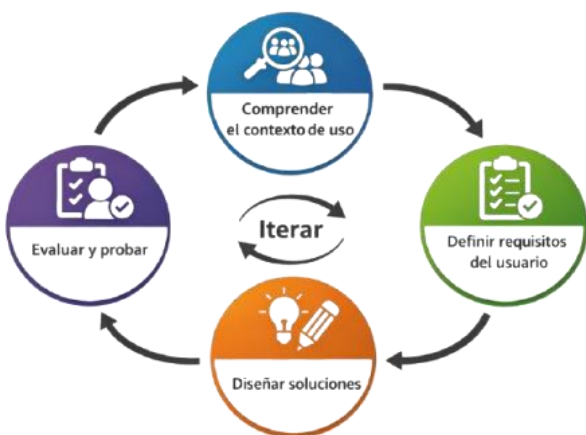 Comprender
el contexto de uso
Definir requisitos
del usuario
Diseñar soluciones
Evaluar y probar
Iterar